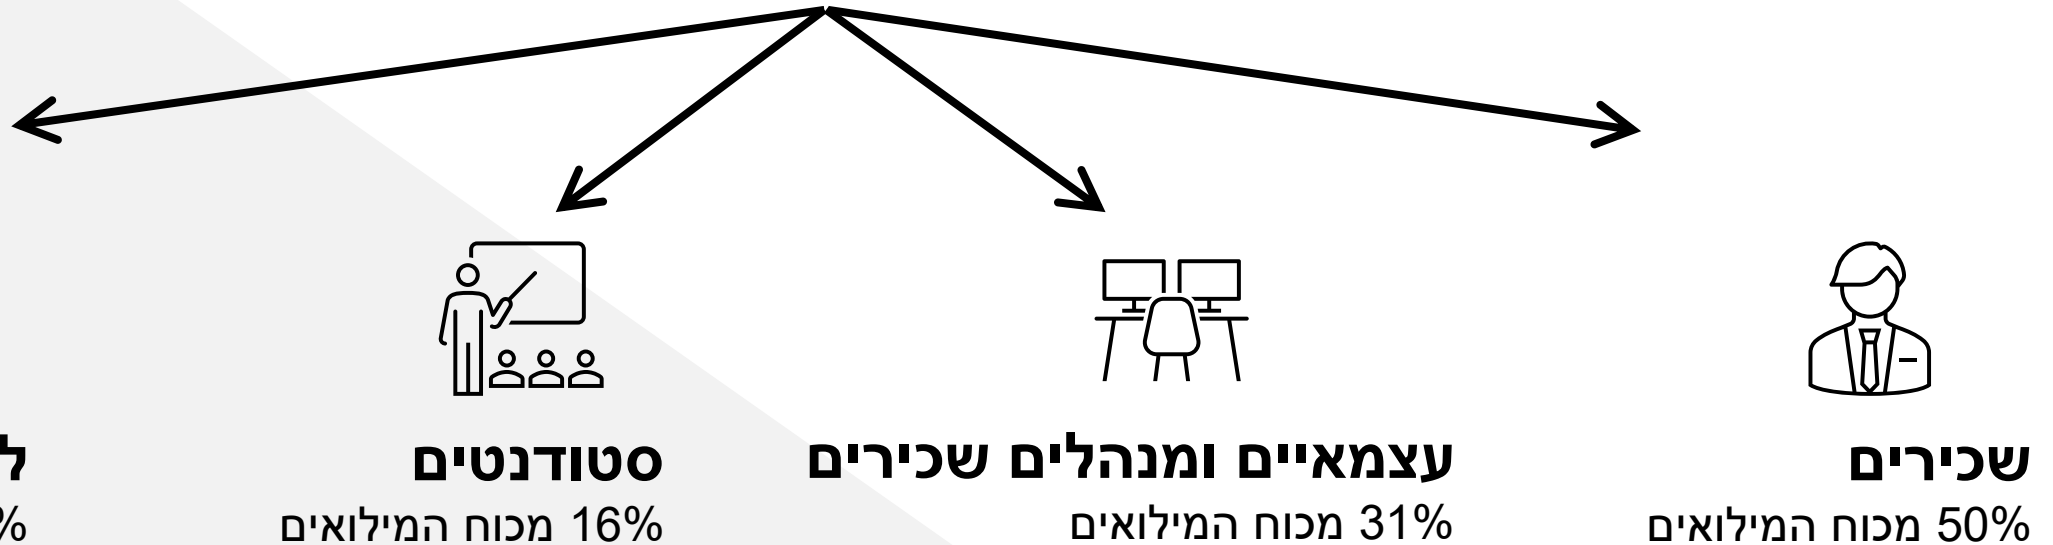 שכירים
50% מכוח המילואים
עצמאיים ומנהלים שכירים
31% מכוח המילואים
סטודנטים
16% מכוח המילואים